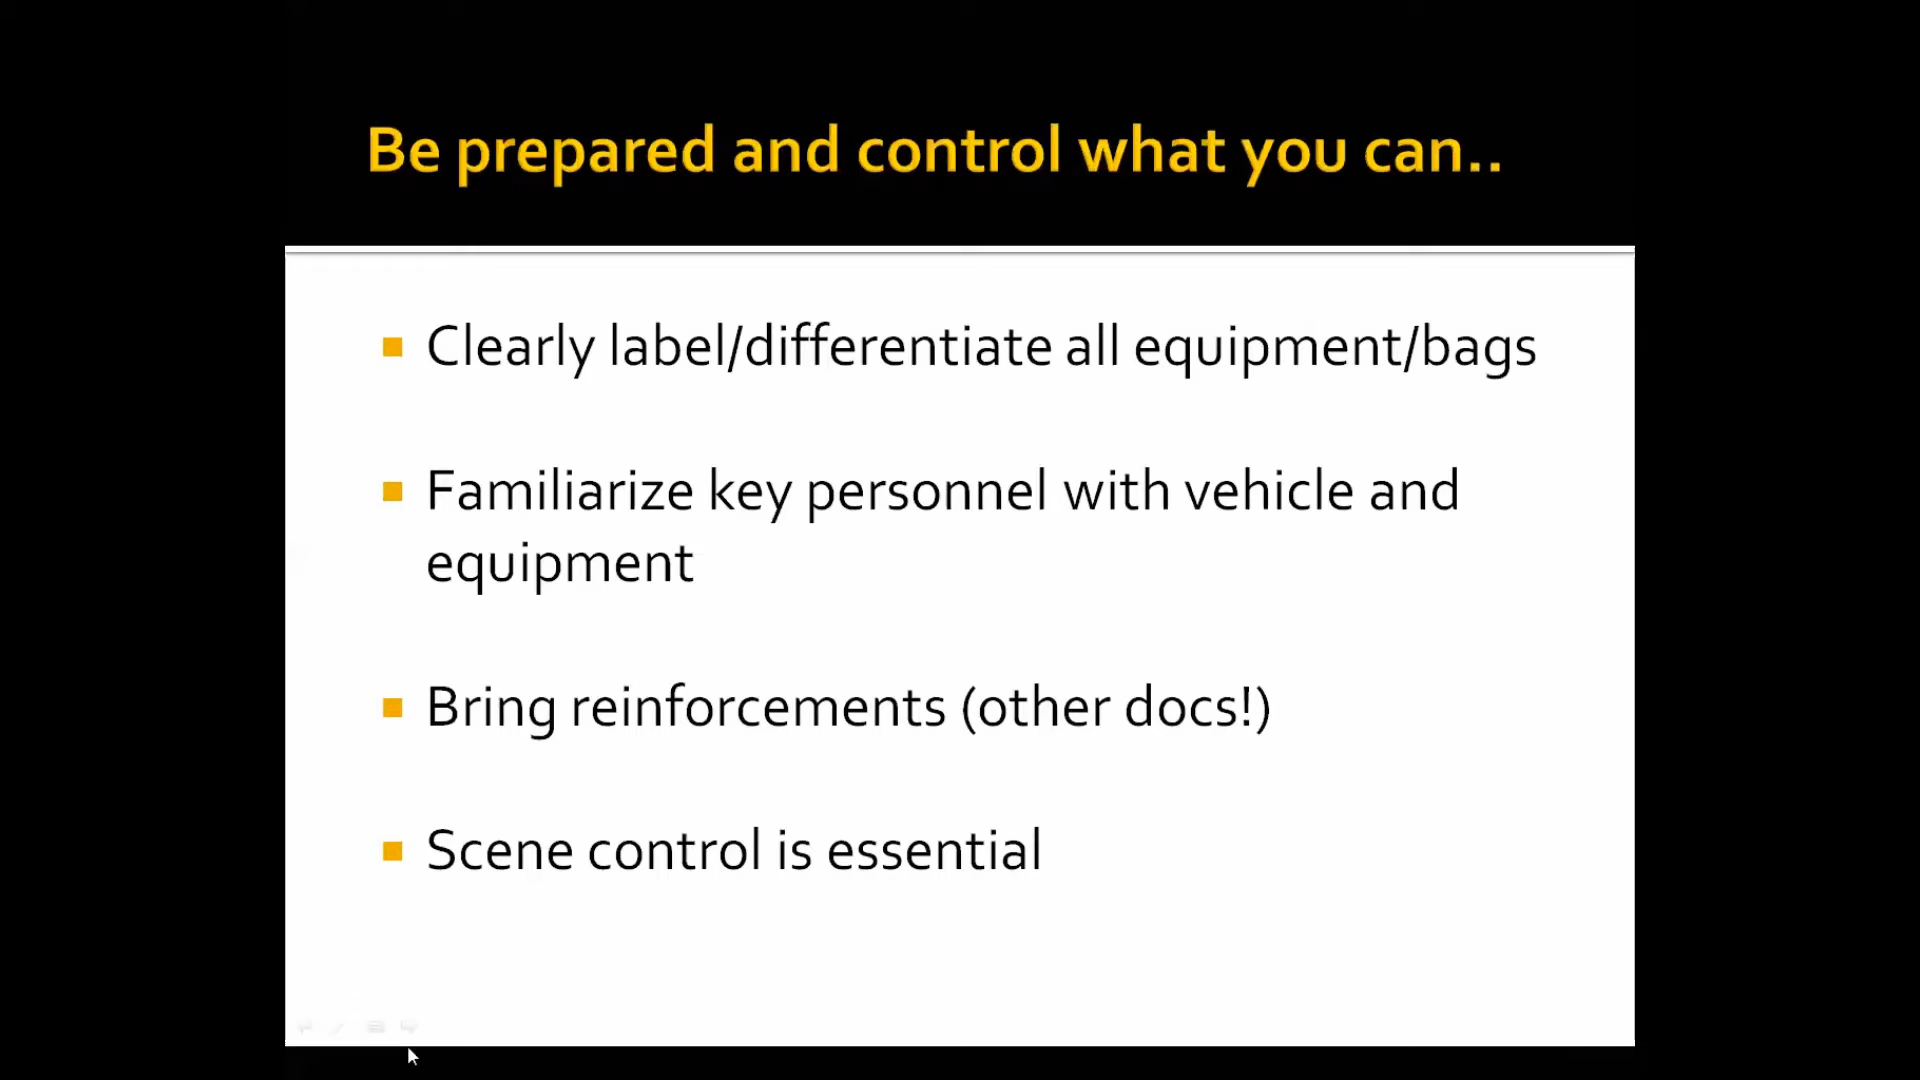 Be prepared and control what you can..
Clearly label/differentiate all equipment/bags
Familiarize key personnel with vehicle and
equipment
Bring reinforcements (other docs!)
Scene control is essential